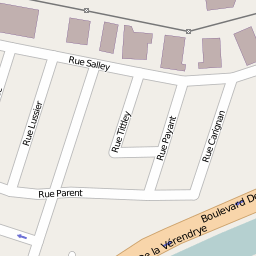 Rue Salley
Rue Lussier
Rue Tittley
Rue Payant
Rue Carignan
Rue Parent
Boulevard De
De la Vérendrye